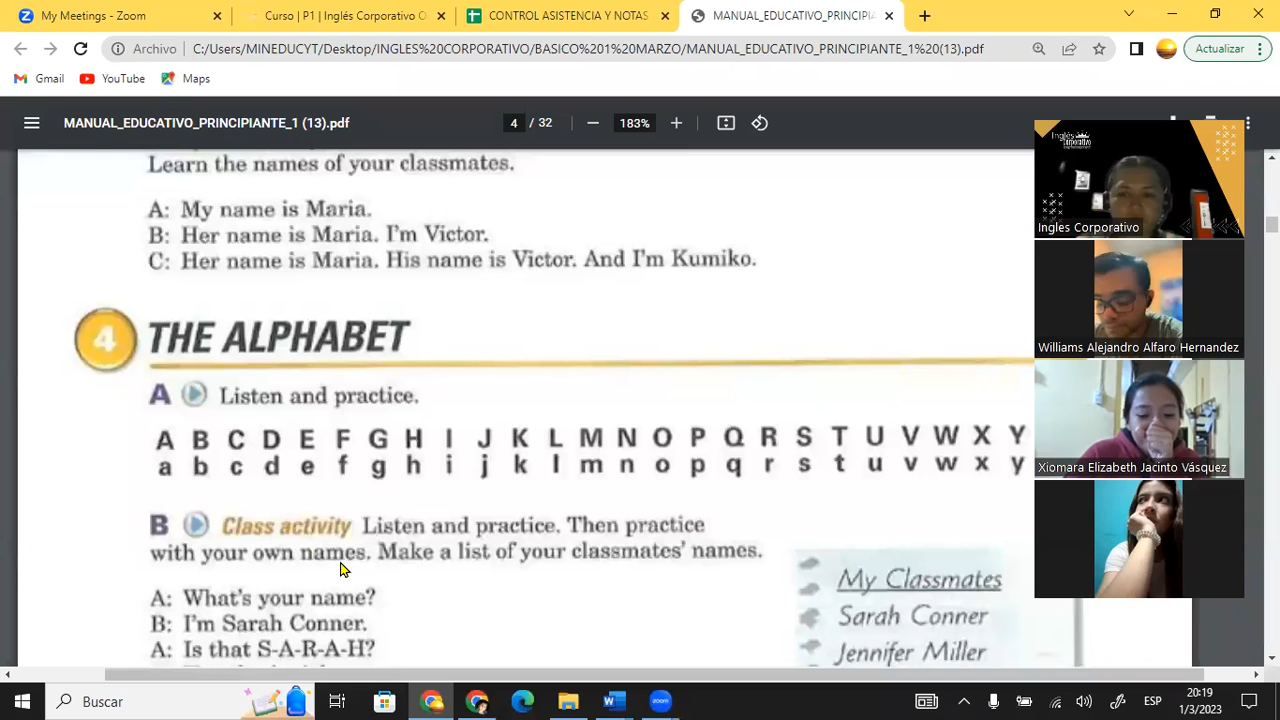 My Meetings - Zoom
Curso | P1 | Inglés Corporativo O
CONTROL ASISTENCIA Y NOTAS
MANUAL_EDUCATIVO_PRINCIPIA
Archivo
C:/Users/MINEDUCYT/Desktop/INGLES%20CORPORATIVO/BASICO%201%20MARZO/MANUAL_EDUCATIVO_PRINCIPIANTE_1%20(13).pdf
Actualizar
Gmail
YouTube
Maps
MANUAL_EDUCATIVO_PRINCIPIANTE_1 (13).pdf
4 / 32
183%
Learn the names of your classmates.
A: My name is Maria.
B: Her name is Maria. I'm Victor.
C: Her name is Maria. His name is Victor. And I'm Kumiko.
4 THE ALPHABET
A Listen and practice.
A B C D E F G H I J K L M N O P Q R S T U V W X Y
a b c d e f g h i j k l m n o p q r s t u v w x y
B Class activity Listen and practice. Then practice
with your own names. Make a list of your classmates' names.
A: What's your name?
B: I'm Sarah Conner.
A: Is that S-A-R-A-H?
My Classmates
Sarah Conner
Jennifer Miller
Inglés
Corporativo
Ingles Corporativo
Williams Alejandro Alfaro Hernandez
Xiomara Elizabeth Jacinto Vásquez
Buscar
zoom
ESP
20:19
1/3/2023